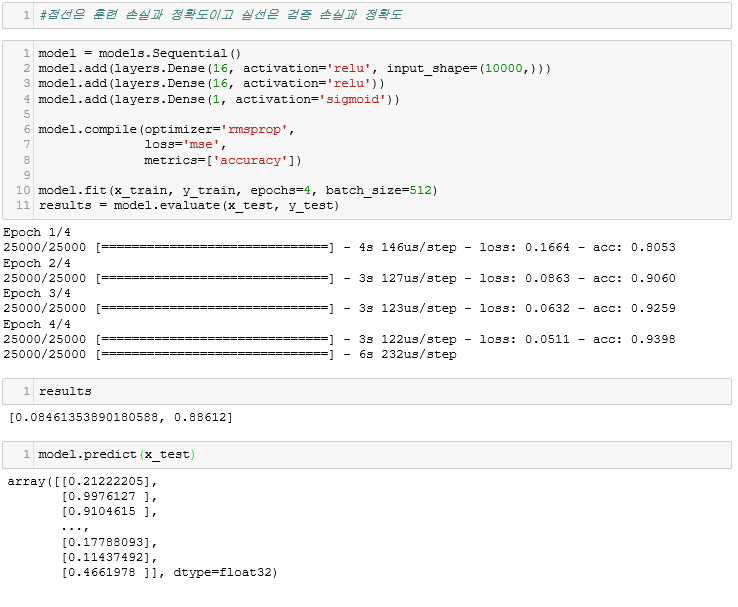 1 #점선은 훈련 손실과 정확도이고 실선은 검증 손실과 정확도
1 model = models.Sequential()
2 model.add(layers.Dense(16, activation='relu', input_shape=(10000,)))
3 model.add(layers.Dense(16, activation='relu'))
4 model.add(layers.Dense(1, activation='sigmoid'))
5
6 model.compile(optimizer='rmsprop',
7               loss='mse',
8               metrics=['accuracy'])
9
10 model.fit(x_train, y_train, epochs=4, batch_size=512)
11 results = model.evaluate(x_test, y_test)
Epoch 1/4
25000/25000 [==============================] - 4s 146us/step - loss: 0.1664 - acc: 0.8053
Epoch 2/4
25000/25000 [==============================] - 3s 127us/step - loss: 0.0863 - acc: 0.9060
Epoch 3/4
25000/25000 [==============================] - 3s 123us/step - loss: 0.0632 - acc: 0.9259
Epoch 4/4
25000/25000 [==============================] - 3s 122us/step - loss: 0.0511 - acc: 0.9398
25000/25000 [==============================] - 6s 232us/step
1 results
[0.08461353890180588, 0.88612]
1 model.predict(x_test)
array([[0.21222205],
       [0.9976127 ],
       [0.9104615 ],
       ...,
       [0.17788093],
       [0.11437492],
       [0.4661978 ]], dtype=float32)